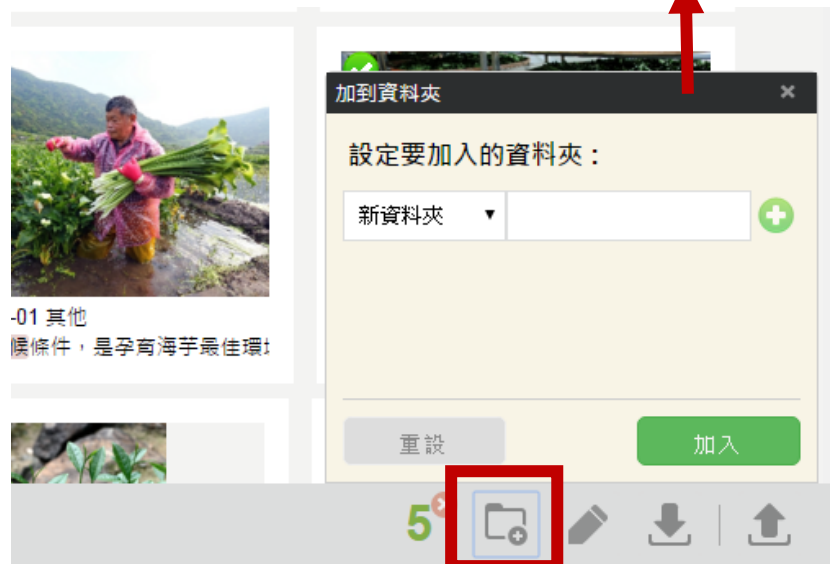 加到資料夾 ×
設定要加入的資料夾：
新資料夾
-01 其他
候條件，是孕育海芋最佳環境
重設
加入
5